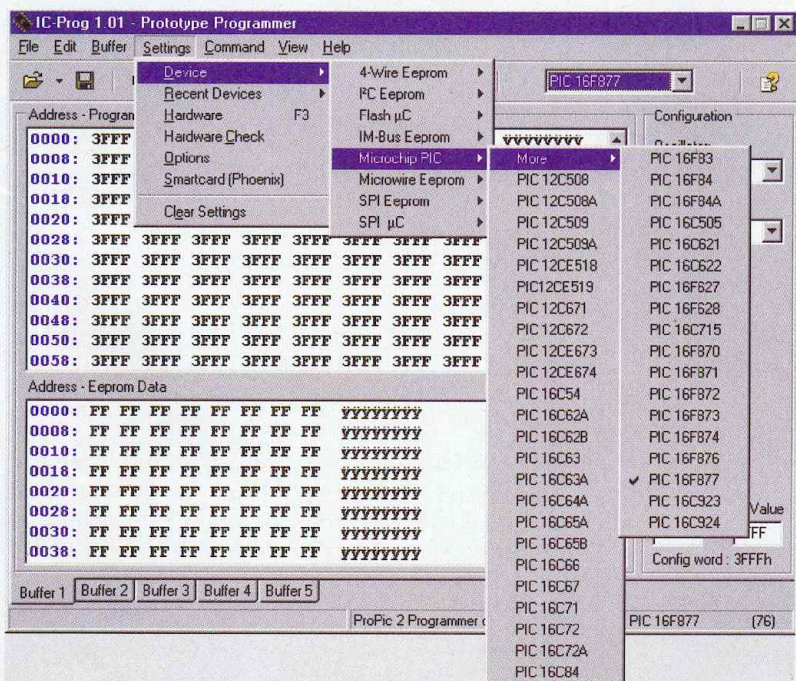 IC-Prog 1.01 - Prototype Programmer
File Edit Buffer Settings Command View Help
PIC 16F877
Device
Recent Devices
Hardware F3
Hardware Check
Options
Smartcard (Phoenix)
Clear Settings
4-Wire Eeprom
I²C Eeprom
Flash µC
IM-Bus Eeprom
Microchip PIC
Microwire Eeprom
SPI Eeprom
SPI µC
More
PIC 12C508
PIC 12C508A
PIC 12C509
PIC 12C509A
PIC 12CE518
PIC12CE519
PIC 12C671
PIC 12C672
PIC 12CE673
PIC 12CE674
PIC 16C54
PIC 16C62A
PIC 16C62B
PIC 16C63
PIC 16C63A
PIC 16C64A
PIC 16C65A
PIC 16C65B
PIC 16C66
PIC 16C67
PIC 16C71
PIC 16C72
PIC 16C72A
PIC 16C84
PIC 16F83
PIC 16F84
PIC 16F84A
PIC 16C505
PIC 16C621
PIC 16C622
PIC 16F627
PIC 16F628
PIC 16C715
PIC 16F870
PIC 16F871
PIC 16F872
PIC 16F873
PIC 16F874
PIC 16F876
PIC 16F877
PIC 16C923
PIC 16C924
Address - Program
0000: 3FFF ÿÿÿÿÿÿÿÿ
0008: 3FFF
0010: 3FFF
0018: 3FFF
0020: 3FFF
0028: 3FFF 3FFF 3FFF 3FFF 3FFF 3FFF 3FFF
0030: 3FFF 3FFF 3FFF 3FFF 3FFF 3FFF 3FFF 3FFF
0038: 3FFF 3FFF 3FFF 3FFF 3FFF 3FFF 3FFF 3FFF
0040: 3FFF 3FFF 3FFF 3FFF 3FFF 3FFF 3FFF 3FFF
0048: 3FFF 3FFF 3FFF 3FFF 3FFF 3FFF 3FFF 3FFF
0050: 3FFF 3FFF 3FFF 3FFF 3FFF 3FFF 3FFF 3FFF
0058: 3FFF 3FFF 3FFF 3FFF 3FFF 3FFF 3FFF 3FFF
Address - Eeprom Data
0000: FF FF FF FF FF FF FF FF ÿÿÿÿÿÿÿÿ
0008: FF FF FF FF FF FF FF FF ÿÿÿÿÿÿÿÿ
0010: FF FF FF FF FF FF FF FF ÿÿÿÿÿÿÿÿ
0018: FF FF FF FF FF FF FF FF ÿÿÿÿÿÿÿÿ
0020: FF FF FF FF FF FF FF FF ÿÿÿÿÿÿÿÿ
0028: FF FF FF FF FF FF FF FF ÿÿÿÿÿÿÿÿ
0030: FF FF FF FF FF FF FF FF ÿÿÿÿÿÿÿÿ
0038: FF FF FF FF FF FF FF FF ÿÿÿÿÿÿÿÿ
Configuration
Value
FF
Config word : 3FFFh
Buffer 1 Buffer 2 Buffer 3 Buffer 4 Buffer 5
ProPic 2 Programmer PIC 16F877 (76)